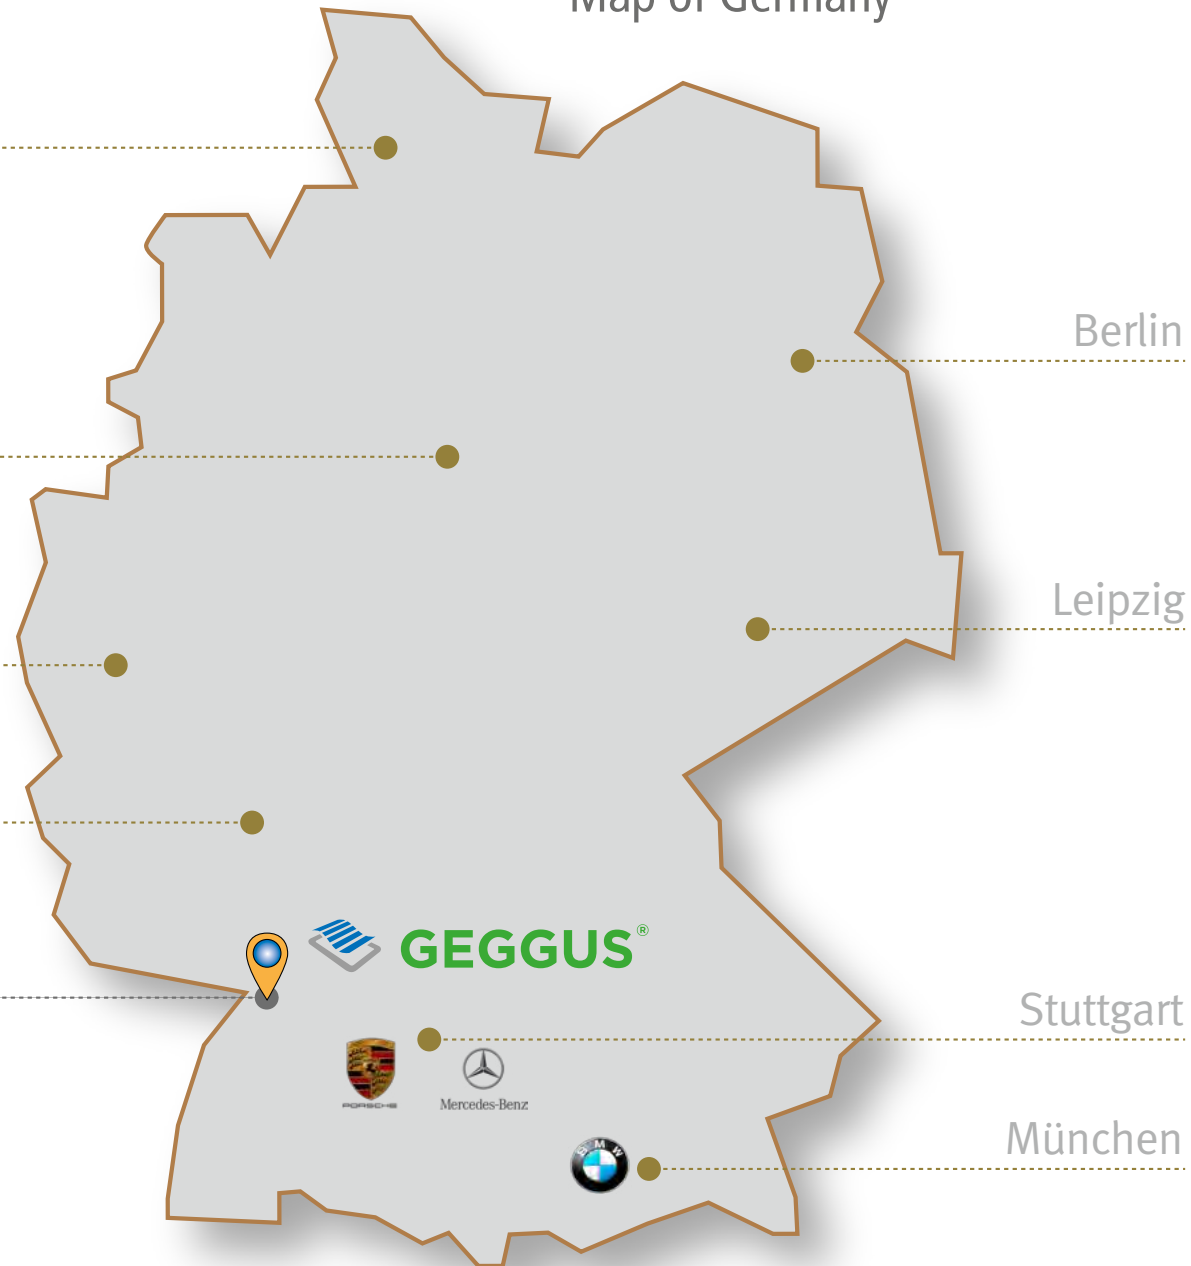 Map of Germany
Berlin
Leipzig
GEGGUS®
Stuttgart
PORSCHE
Mercedes-Benz
München
BMW